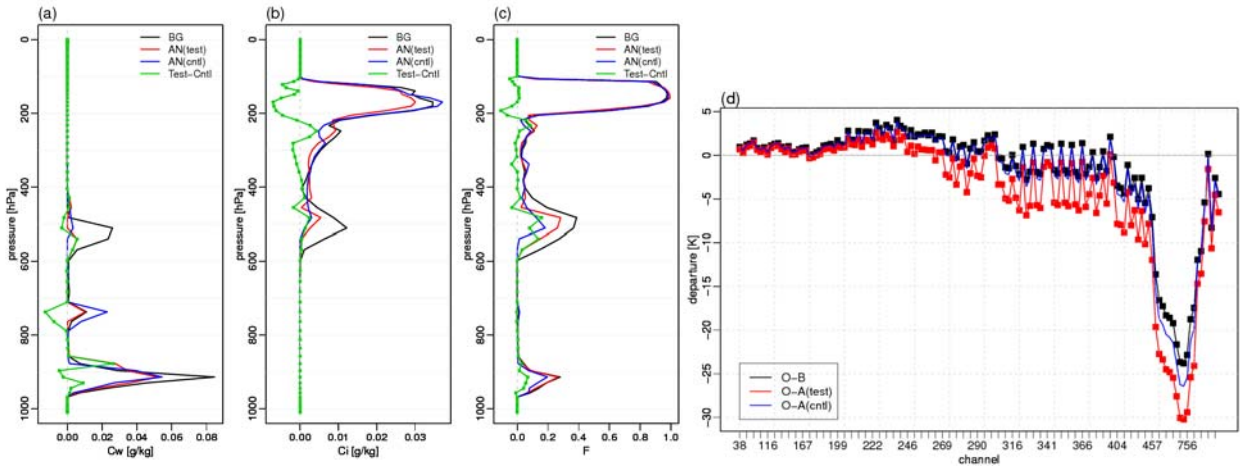 (a)
BG
AN(test)
AN(cntl)
Test−Cntl
pressure [hPa]
0
200
400
600
800
1000
0.00 0.02 0.04 0.06 0.08
Cw [g/kg]
(b)
BG
AN(test)
AN(cntl)
Test−Cntl
pressure [hPa]
0
200
400
600
800
1000
0.00 0.01 0.02 0.03
Ci [g/kg]
(c)
BG
AN(test)
AN(cntl)
Test−Cntl
pressure [hPa]
0
200
400
600
800
1000
0.0 0.2 0.4 0.6 0.8 1.0
F
(d)
departure [K]
5
0
−5
−10
−15
−20
−25
−30
O−B
O−A(test)
O−A(cntl)
38 116 167 199 222 246 269 292 318 341 366 404 457 756
channel